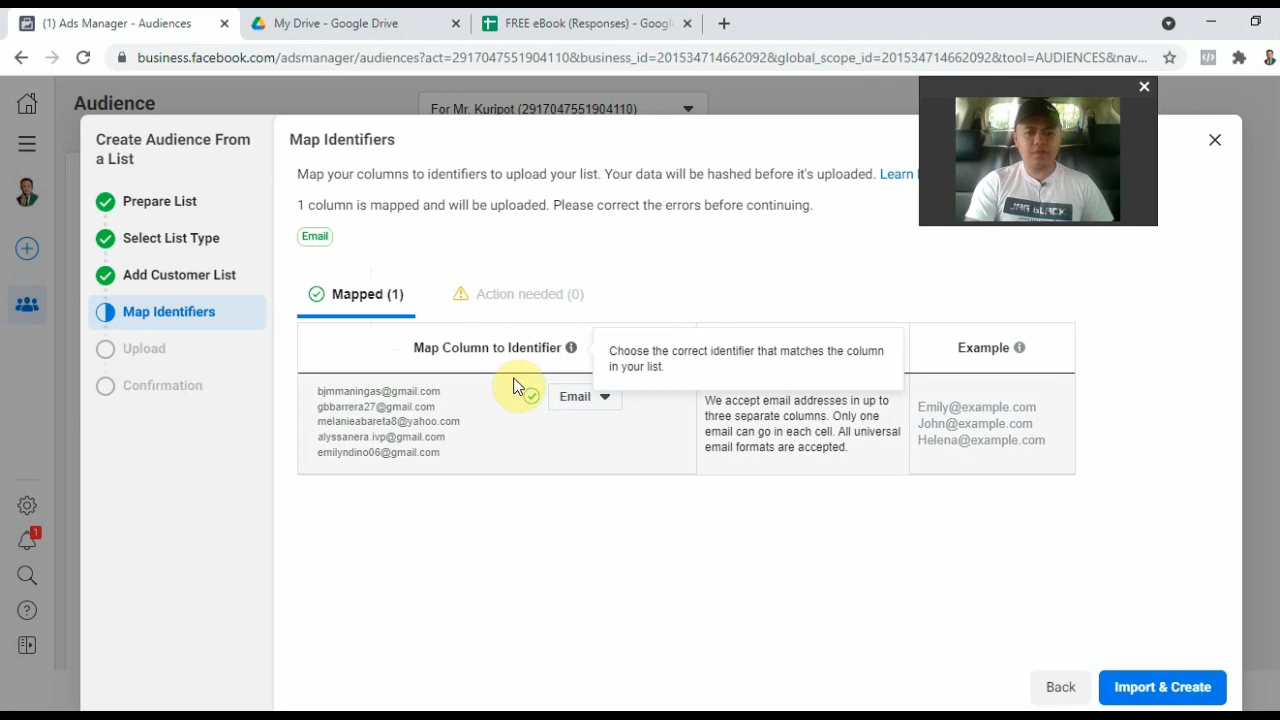 (1) Ads Manager - Audiences
My Drive - Google Drive
FREE eBook (Responses) - Googl
business.facebook.com/adsmanager/audiences?act=2917047551904110&business_id=201534714662092&global_scope_id=201534714662092&tool=AUDIENCES&nav...
Audience
For Mr. Kuripot (2917047551904110)
Create Audience From
a List
Prepare List
Select List Type
Add Customer List
Map Identifiers
Upload
Confirmation
Map Identifiers
Map your columns to identifiers to upload your list. Your data will be hashed before it's uploaded. Learn
1 column is mapped and will be uploaded. Please correct the errors before continuing.
Email
Mapped (1)
Action needed (0)
Map Column to Identifier
Choose the correct identifier that matches the column
in your list.
Example
bjmmaningas@gmail.com
gbbarrera27@gmail.com
melanieabareta8@yahoo.com
alyssanera.ivp@gmail.com
emilyndino06@gmail.com
Email
We accept email addresses in up to
three separate columns. Only one
email can go in each cell. All universal
email formats are accepted.
Emily@example.com
John@example.com
Helena@example.com
1
JAG BLACK
Back
Import & Create